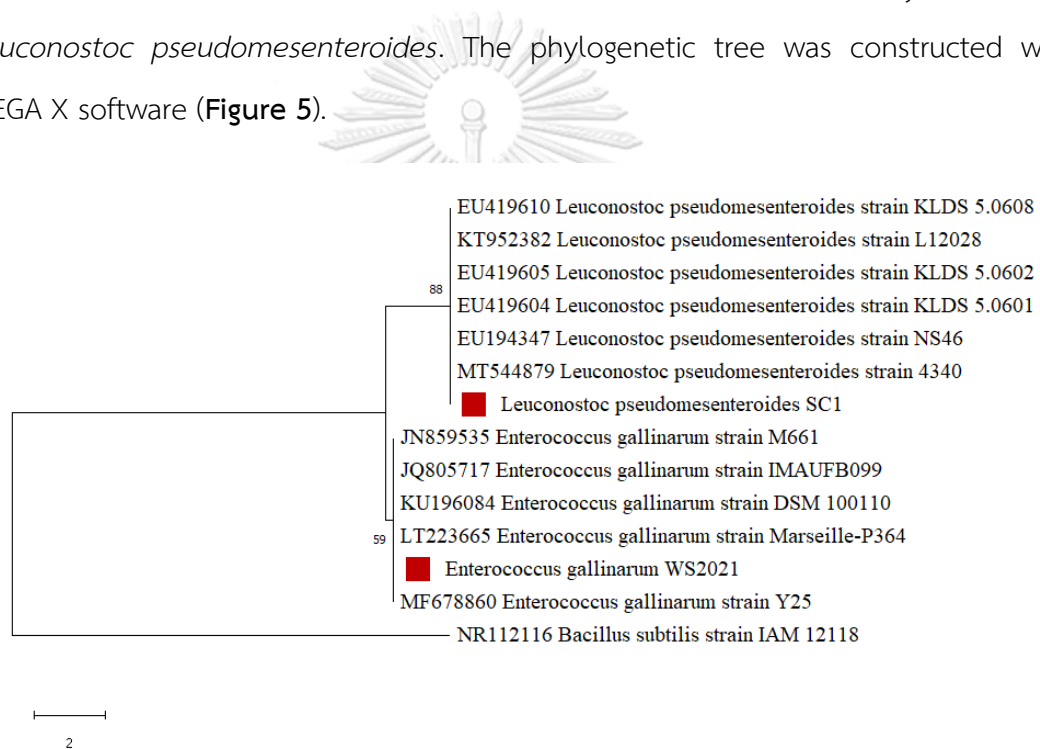 uconostoc pseudomesenteroides. The phylogenetic tree was constructed w
EGA X software (Figure 5).
EU419610 Leuconostoc pseudomesenteroides strain KLDS 5.0608
KT952382 Leuconostoc pseudomesenteroides strain L12028
EU419605 Leuconostoc pseudomesenteroides strain KLDS 5.0602
88
EU419604 Leuconostoc pseudomesenteroides strain KLDS 5.0601
EU194347 Leuconostoc pseudomesenteroides strain NS46
MT544879 Leuconostoc pseudomesenteroides strain 4340
Leuconostoc pseudomesenteroides SC1
JN859535 Enterococcus gallinarum strain M661
JQ805717 Enterococcus gallinarum strain IMAUFB099
KU196084 Enterococcus gallinarum strain DSM 100110
59
LT223665 Enterococcus gallinarum strain Marseille-P364
Enterococcus gallinarum WS2021
MF678860 Enterococcus gallinarum strain Y25
NR112116 Bacillus subtilis strain IAM 12118
2